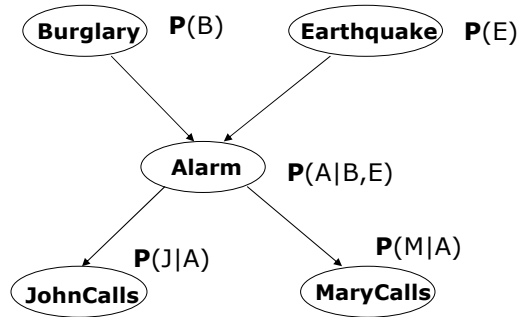 Burglary
P(B)
Earthquake
P(E)
Alarm
P(A|B,E)
P(J|A)
P(M|A)
JohnCalls
MaryCalls